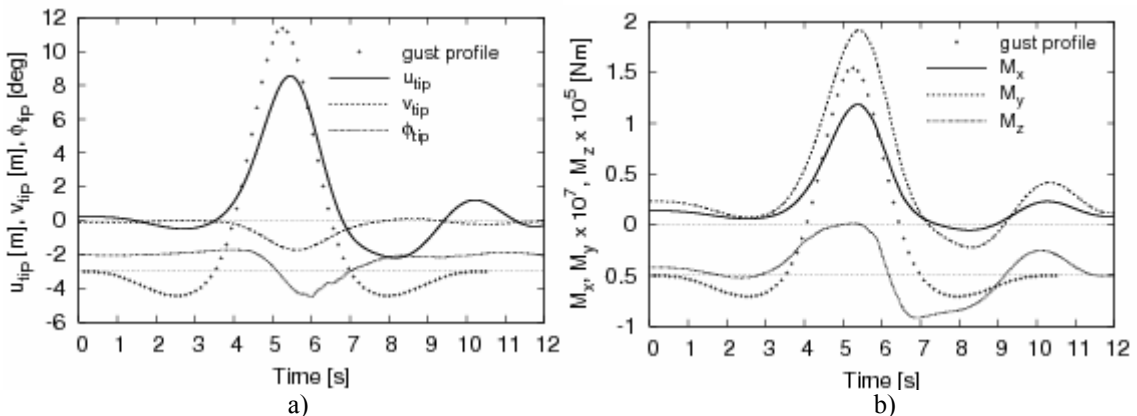 12
10
8
6
4
2
0
-2
-4
-6
u_tip [m], v_tip [m], ϕ_tip [deg]
gust profile
u_tip
v_tip
ϕ_tip
0 1 2 3 4 5 6 7 8 9 10 11 12
Time [s]
a)
2
1.5
1
0.5
0
0.5
-1
M_x, M_y x 10^7, M_z x 10^5 [Nm]
gust profile
M_x
M_y
M_z
0 1 2 3 4 5 6 7 8 9 10 11 12
Time [s]
b)